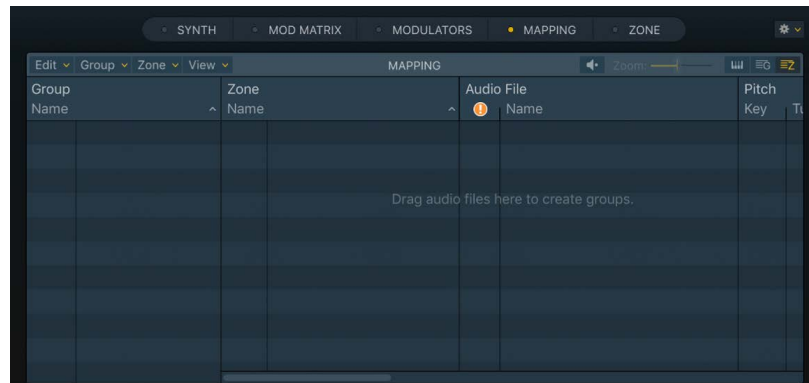 SYNTH MOD MATRIX MODULATORS MAPPING ZONE
Edit Group Zone View MAPPING Zoom:
Group Zone Audio File Pitch
Name Name Name Key Tu
Drag audio files here to create groups.